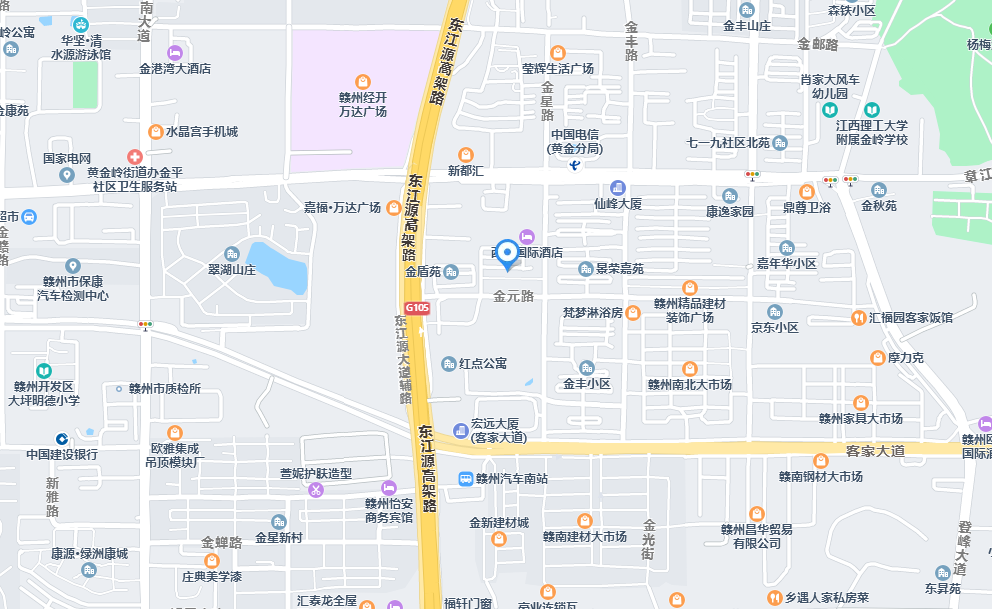 岭公寓
华坚·清
水源游泳馆
南大道
金港湾大酒店
金康苑
水晶宫手机城
国家电网
黄金岭街道办金平
社区卫生服务站
赣州经开
万达广场
东江源高架路
莹辉生活广场
金星路
金丰路
金丰山庄
森铁小区
金邮路
杨梅
肖家大风车
幼儿园
江西理工大学
附属金岭学校
中国电信
(黄金分局)
七一九社区北苑
新都汇
章江
超市
金赣路
嘉福·万达广场
东江源高架路
仙峰大厦
康逸家园
鼎尊卫浴
金秋苑
翠湖山庄
赣州市保康
汽车检测中心
国际酒店
金盾苑
景荣嘉苑
嘉年华小区
金元路
G105
梵梦淋浴房
赣州精品建材
装饰广场
京东小区
汇福园客家饭馆
东江源大道辅路
红点公寓
金丰小区
赣州南北大市场
摩力克
赣州开发区
大坪明德小学
赣州市质检所
赣州家具大市场
宏远大厦
(客家大道)
东江源高架路
客家大道
中国建设银行
欧雅集成
吊顶模块厂
萱妮护肤造型
赣州汽车南站
赣南钢材大市场
国际酒
新雅路
赣州怡安
商务宾馆
金新建材城
赣南建材大市场
金光街
赣州昌华贸易
有限公司
登峰大道
金星新村
金蝉路
康源·绿洲康城
庄典美学漆
东昇苑
汇泰龙全屋
福轩门窗
乡遇人家私房菜